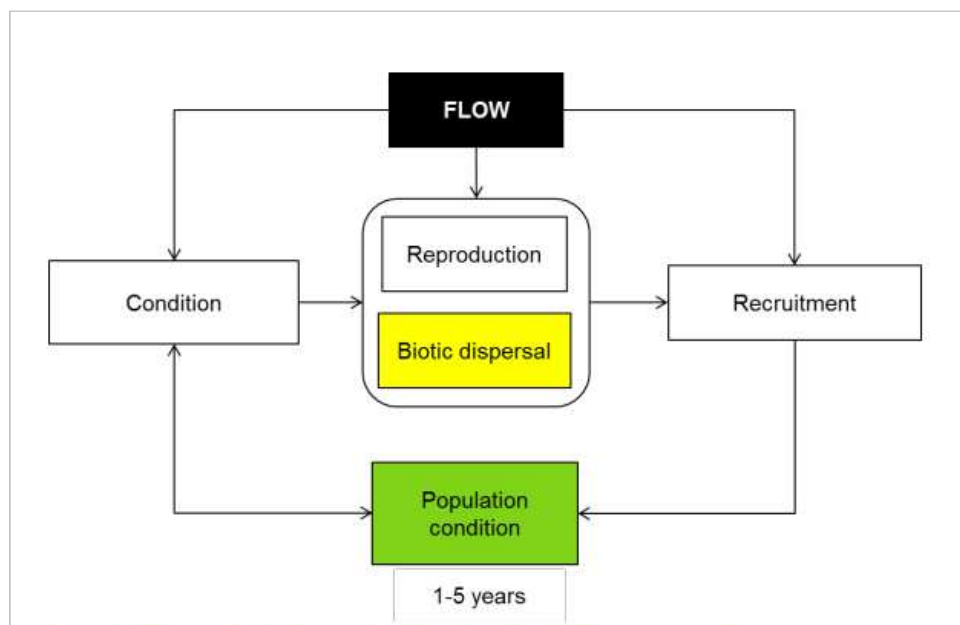 FLOW
Reproduction
Condition
Recruitment
Biotic dispersal
Population
condition
1-5 years